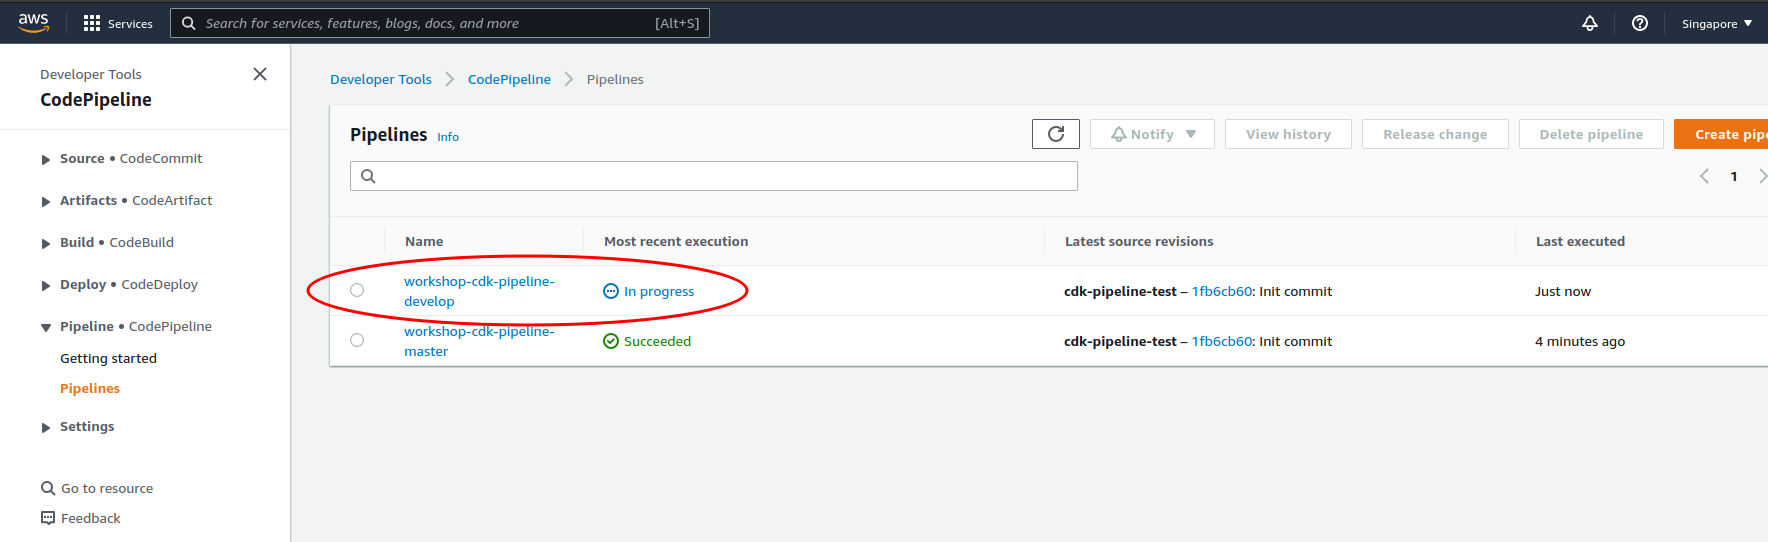 aws Services Search for services, features, blogs, docs, and more [Alt+S] Singapore
Developer Tools
CodePipeline
Source • CodeCommit
Artifacts • CodeArtifact
Build • CodeBuild
Deploy • CodeDeploy
Pipeline • CodePipeline
Getting started
Pipelines
Settings
Go to resource
Feedback
Developer Tools CodePipeline Pipelines
Pipelines Info Notify View history Release change Delete pipeline Create pip
1
Name Most recent execution Latest source revisions Last executed
workshop-cdk-pipeline-
develop
In progress cdk-pipeline-test – 1fb6cb60: Init commit Just now
workshop-cdk-pipeline-
master
Succeeded cdk-pipeline-test – 1fb6cb60: Init commit 4 minutes ago